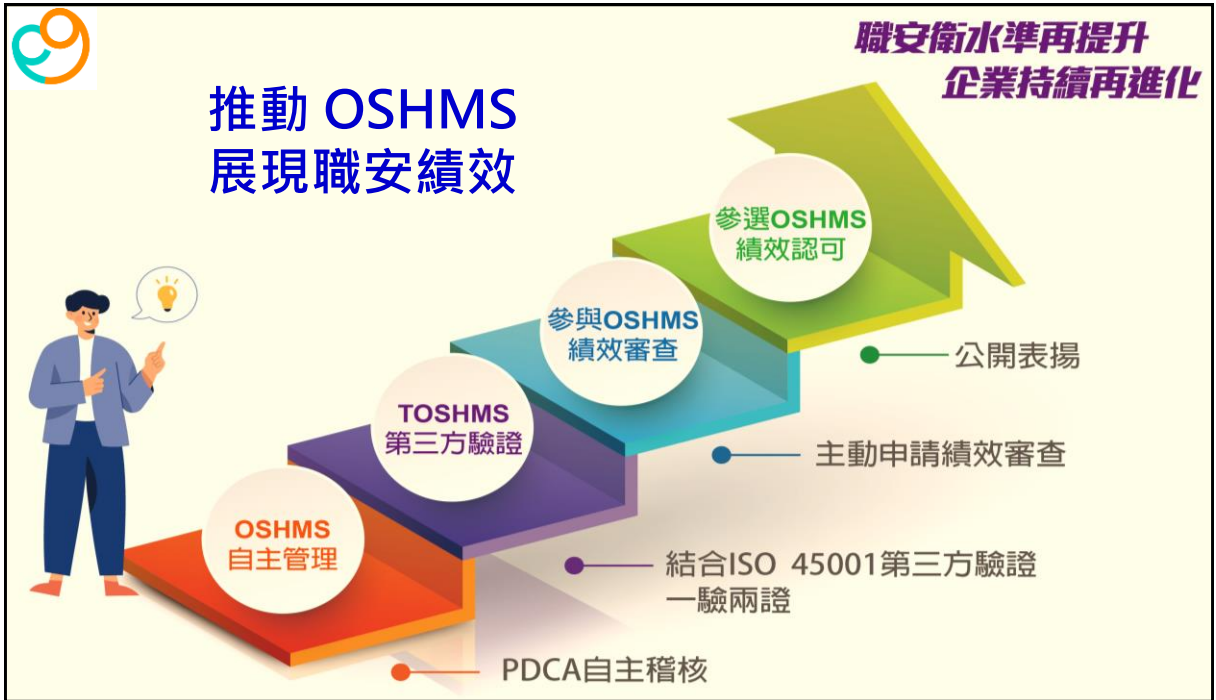 職安衛水準再提升
企業持續再進化
推動 OSHMS
展現職安績效
參選OSHMS
績效認可
公開表揚
參與OSHMS
績效審查
主動申請績效審查
TOSHMS
第三方驗證
結合ISO 45001第三方驗證
一驗兩證
OSHMS
自主管理
PDCA自主稽核